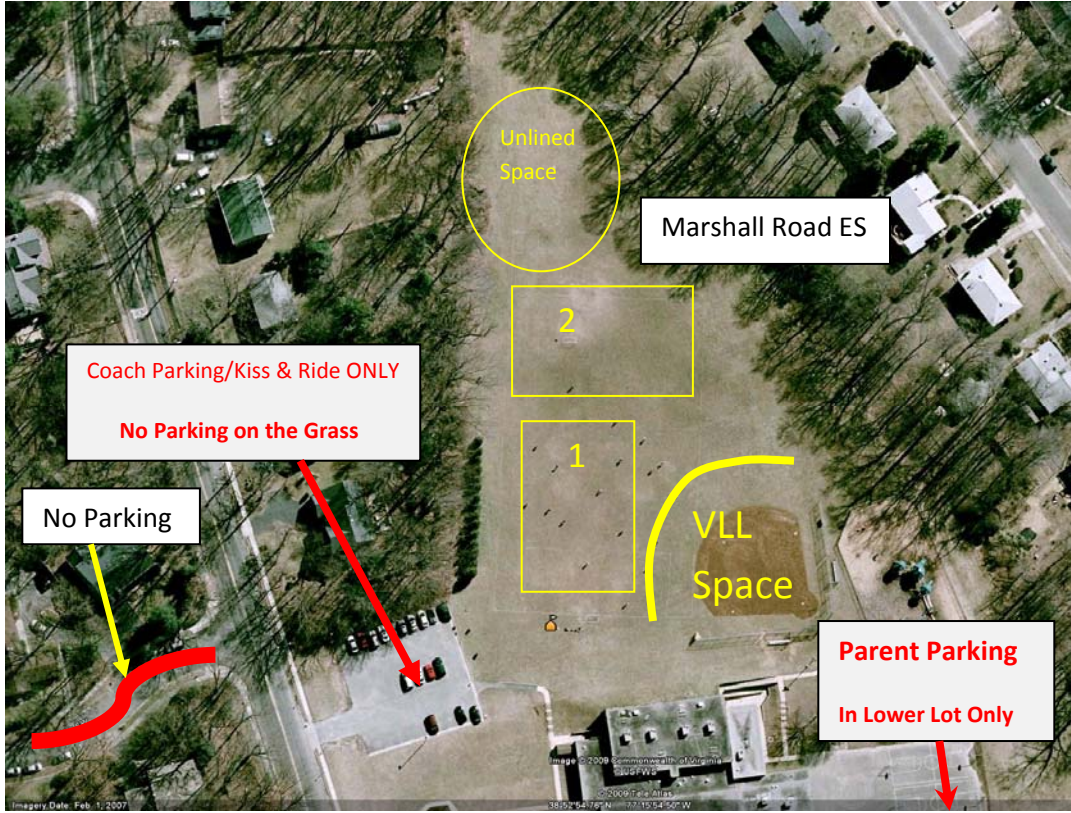 Unlined
Space
Marshall Road ES
2
Coach Parking/Kiss & Ride ONLY
No Parking on the Grass
1
No Parking
VLL
Space
Parent Parking
In Lower Lot Only
Image © 2009 Commonwealth of Virginia
© 2009 Tele Atlas
Imagery Date: Feb. 1, 2007